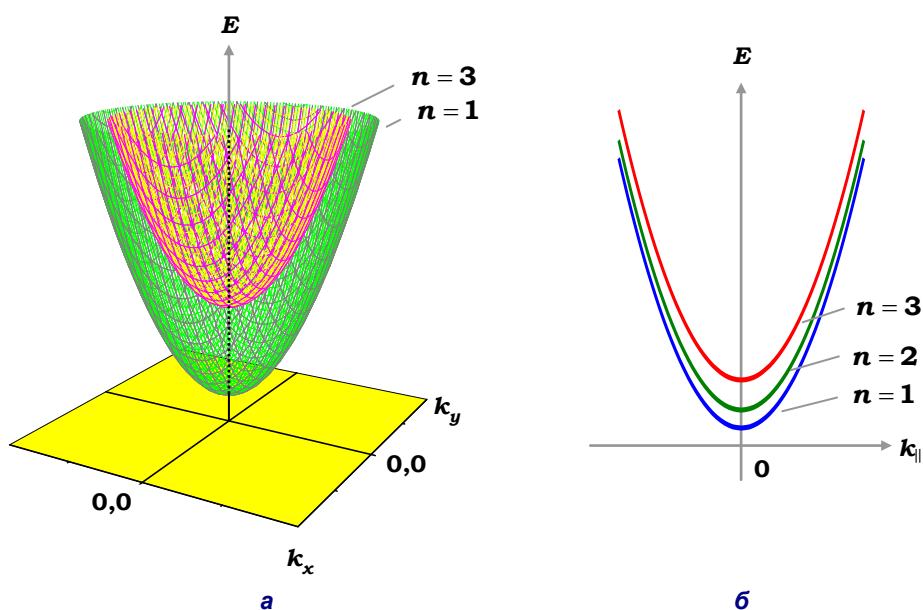 E
n = 3
n = 1
k_y
0,0
0,0
k_x
а
E
n = 3
n = 2
n = 1
k_||
0
б